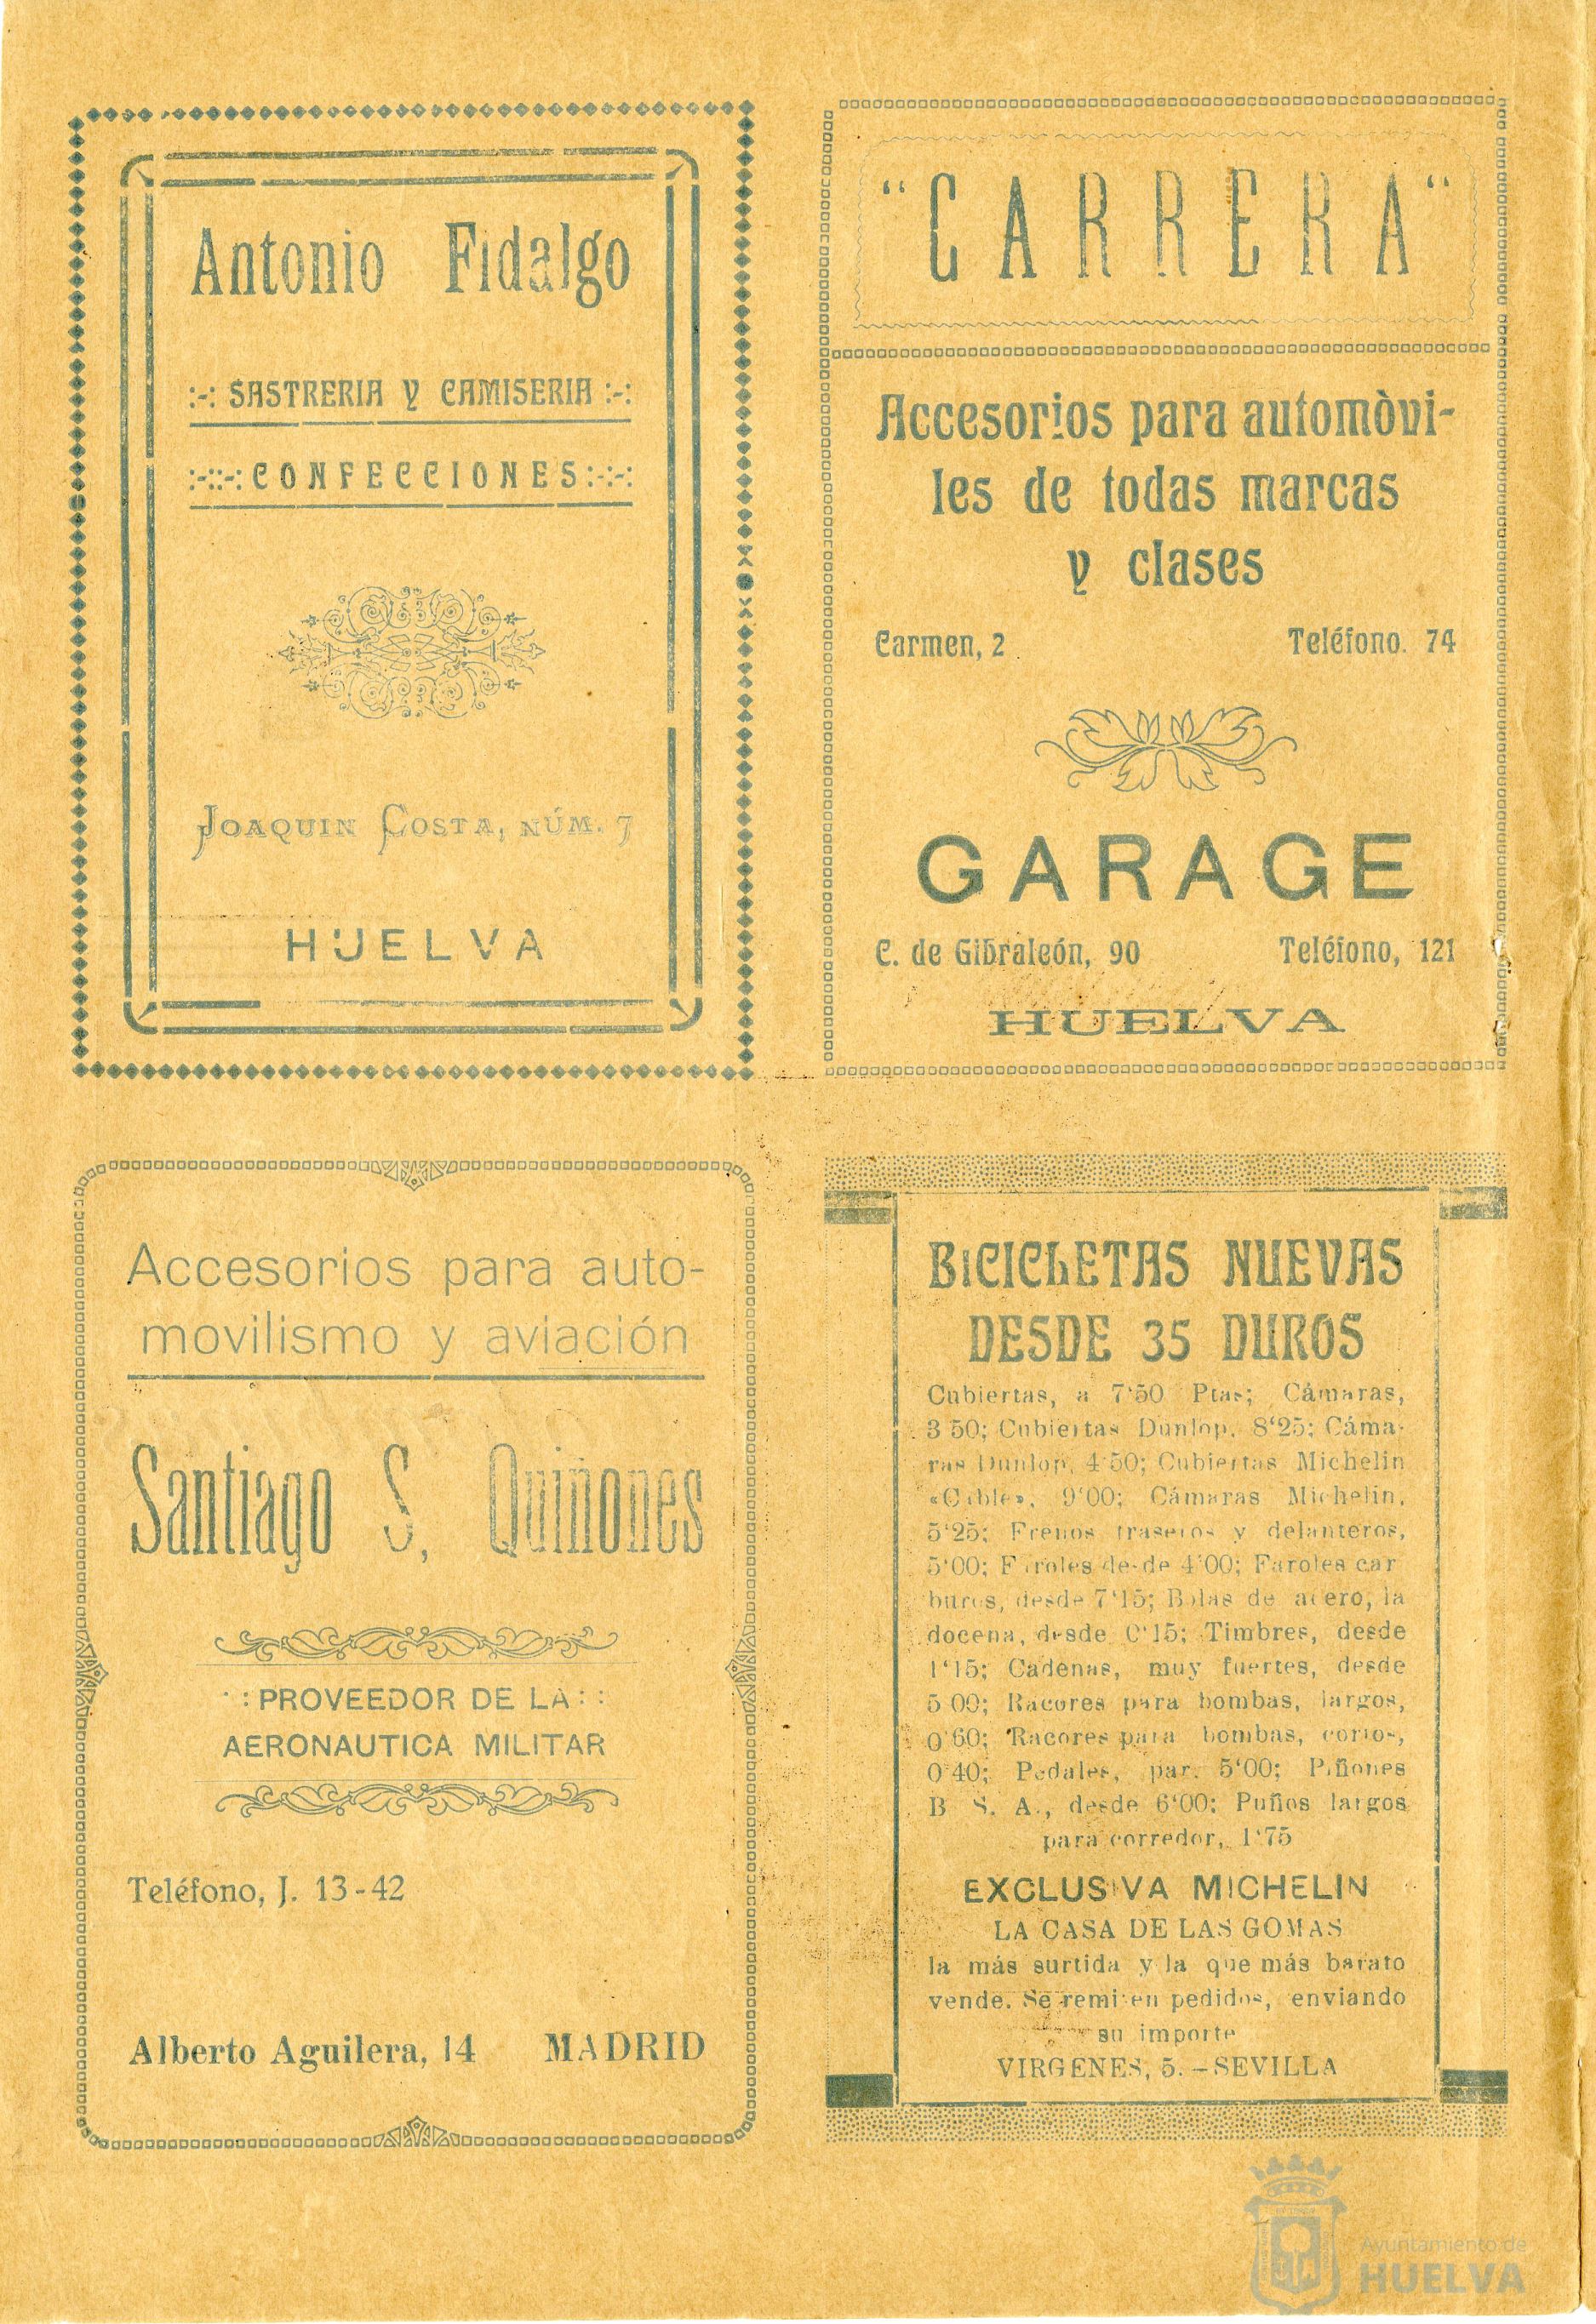 Antonio Fidalgo
:-: SASTRERIA Y CAMISERIA :-:
:-::-: CONFECCIONES :-:-:
JOAQUIN COSTA, NÚM. 7
HUELVA
"CARRERA"
Accesorios para automòvi-
les de todas marcas
y clases
Carmen, 2 Teléfono. 74
GARAGE
C. de Gibraleón, 90 Teléfono, 121
HUELVA
Accesorios para auto-
movilismo y aviación
Santiago S. Quiñones
: : PROVEEDOR DE LA : :
AERONAUTICA MILITAR
Teléfono, J. 13-42
Alberto Aguilera, 14 MADRID
BICICLETAS NUEVAS
DESDE 35 DUROS
Cubiertas, a 7'50 Ptas; Cámaras,
3 50; Cubiertas Dunlop, 8'25; Cáma-
ras Dunlop, 4'50; Cubiertas Michelin
«Cable», 9'00; Cámaras Michelin,
5'25; Frenos traseros y delanteros,
5'00; Faroles desde 4'00; Faroles car
buros, desde 7'15; Bolas de acero, la
docena, desde 0'15; Timbres, desde
1'15; Cadenas, muy fuertes, desde
5 00; Racores para bombas, largos,
0'60; Racores para bombas, cortos,
0'40; Pedales, par. 5'00; Piñones
B S. A., desde 6'00; Puños largos
para corredor, 1'75
EXCLUSIVA MICHELIN
LA CASA DE LAS GOMAS
la más surtida y la que más barato
vende. Se remiten pedidos, enviando
su importe
VIRGENES, 5. - SEVILLA
Ayuntamiento de
HUELVA